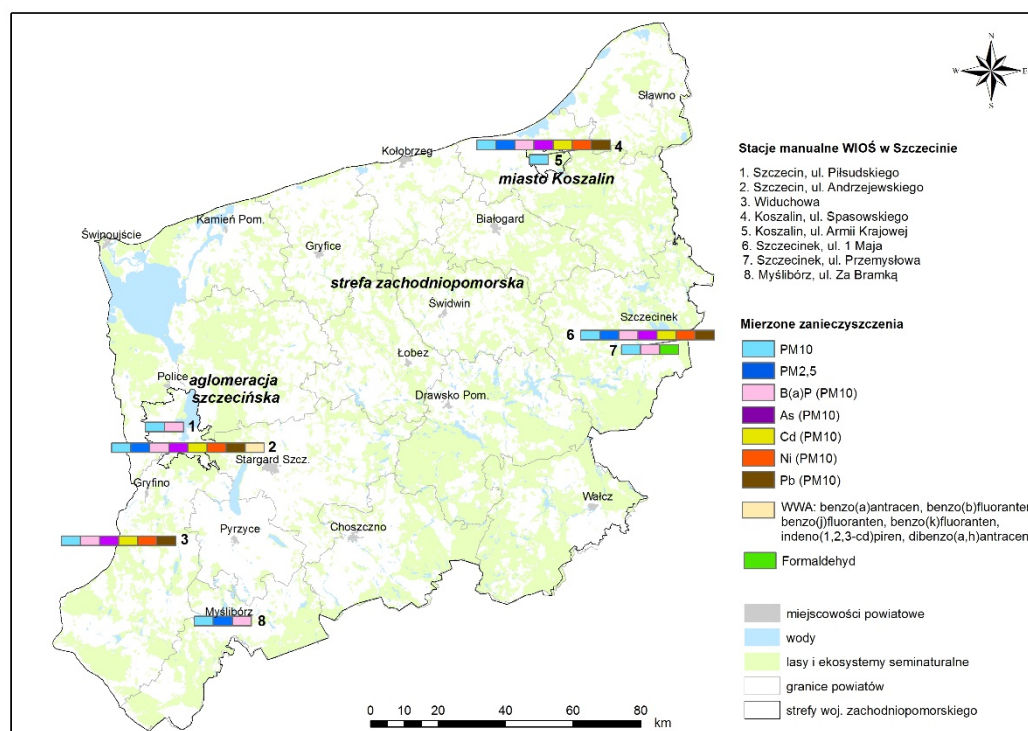 N
W E
S
Sławno
Kołobrzeg
4
5
miasto Koszalin
Kamień Pom.
Białogard
Świnoujście
Gryfice
strefa zachodniopomorska
Świdwin
Szczecinek
6
7
Łobez
Police
aglomeracja
szczecińska
Drawsko Pom.
1
2
Stargard Szcz.
Gryfino
Wałcz
Pyrzyce
Choszczno
3
Myślibórz
8
0 5 10 20 30 40 50 60 70 80
km
Stacje manualne WIOŚ w Szczecinie
1. Szczecin, ul. Piłsudskiego
2. Szczecin, ul. Andrzejewskiego
3. Widuchowa
4. Koszalin, ul. Spasowskiego
5. Koszalin, ul. Armii Krajowej
6. Szczecinek, ul. 1 Maja
7. Szczecinek, ul. Przemysłowa
8. Myślibórz, ul. Za Bramką
Mierzone zanieczyszczenia
PM10
PM2,5
B(a)P (PM10)
As (PM10)
Cd (PM10)
Ni (PM10)
Pb (PM10)
WWA: benzo(a)antracen, benzo(b)fluoranten
benzo(j)fluoranten, benzo(k)fluoranten,
indeno(1,2,3-cd)piren, dibenzo(a,h)antracen
Formaldehyd
miejscowości powiatowe
wody
lasy i ekosystemy seminaturalne
granice powiatów
strefy woj. zachodniopomorskiego